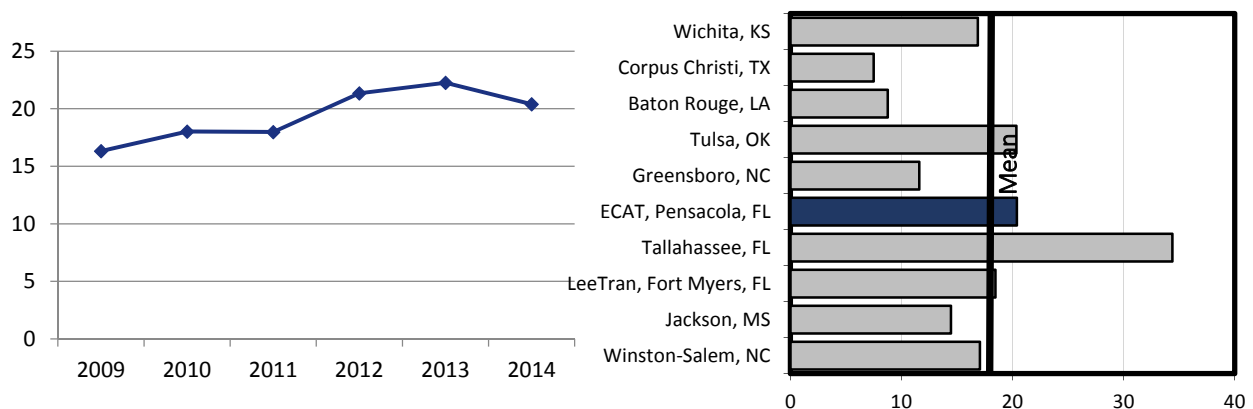 25
20
15
10
5
0
2009 2010 2011 2012 2013 2014
Wichita, KS
Corpus Christi, TX
Baton Rouge, LA
Tulsa, OK
Greensboro, NC
ECAT, Pensacola, FL
Tallahassee, FL
LeeTran, Fort Myers, FL
Jackson, MS
Winston-Salem, NC
Mean
0 10 20 30 40